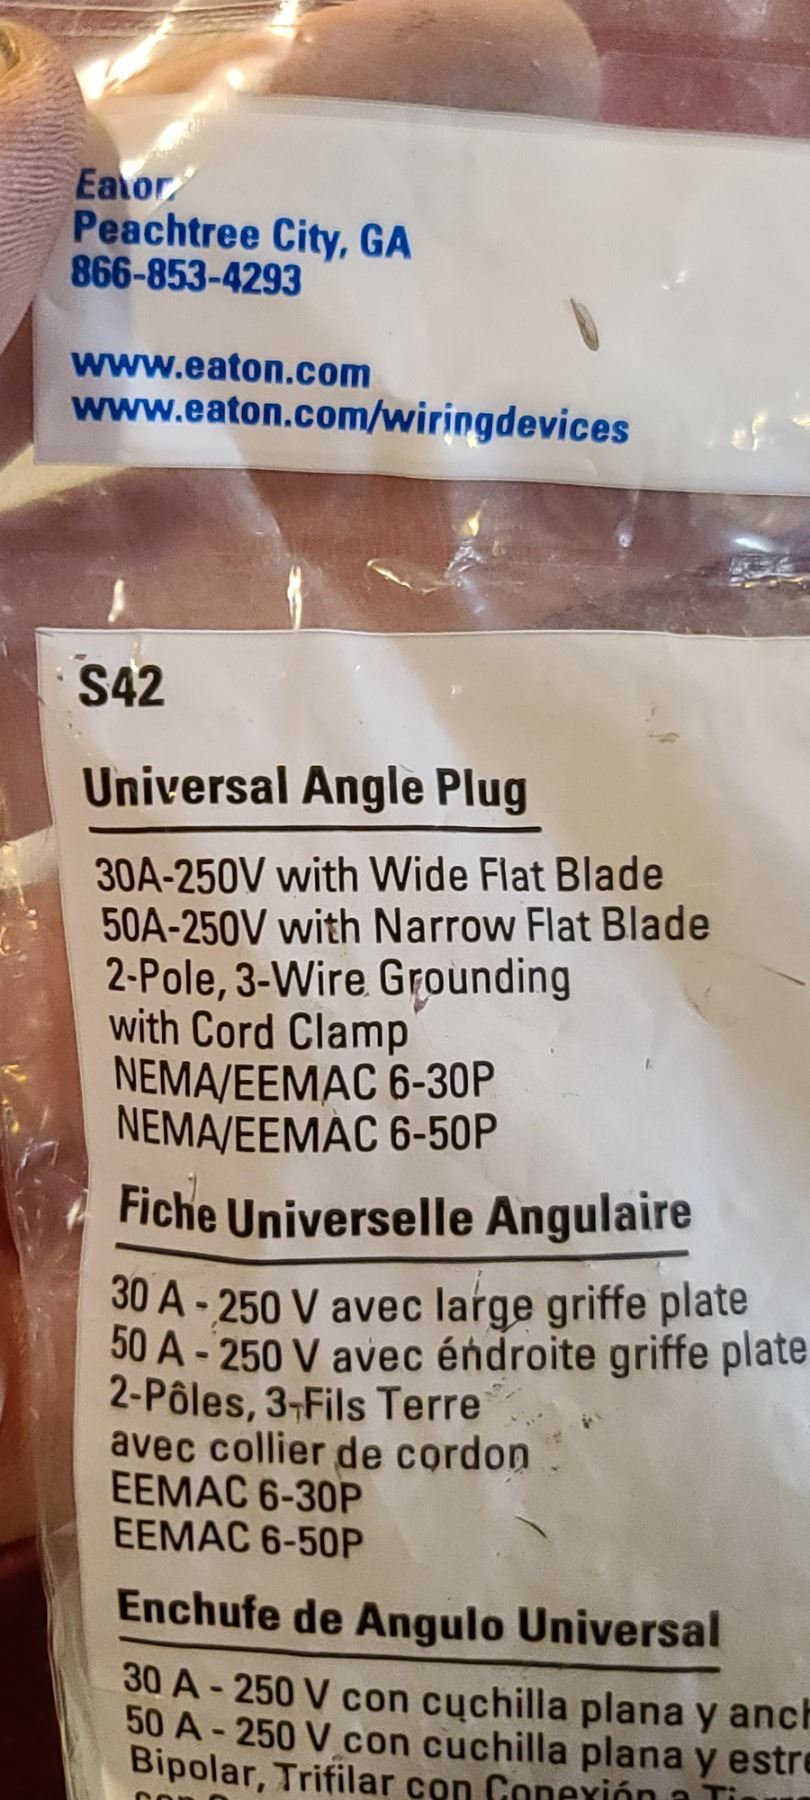 Eaton
Peachtree City, GA
866-853-4293
www.eaton.com
www.eaton.com/wiringdevices
S42
Universal Angle Plug
30A-250V with Wide Flat Blade
50A-250V with Narrow Flat Blade
2-Pole, 3-Wire Grounding
with Cord Clamp
NEMA/EEMAC 6-30P
NEMA/EEMAC 6-50P
Fiche Universelle Angulaire
30 A - 250 V avec large griffe plate
50 A - 250 V avec éndroite griffe plate
2-Pôles, 3-Fils Terre
avec collier de cordon
EEMAC 6-30P
EEMAC 6-50P
Enchufe de Angulo Universal
30 A - 250 V con cuchilla plana y anch
50 A - 250 V con cuchilla plana y estre
Bipolar, Trifilar con Conexión a